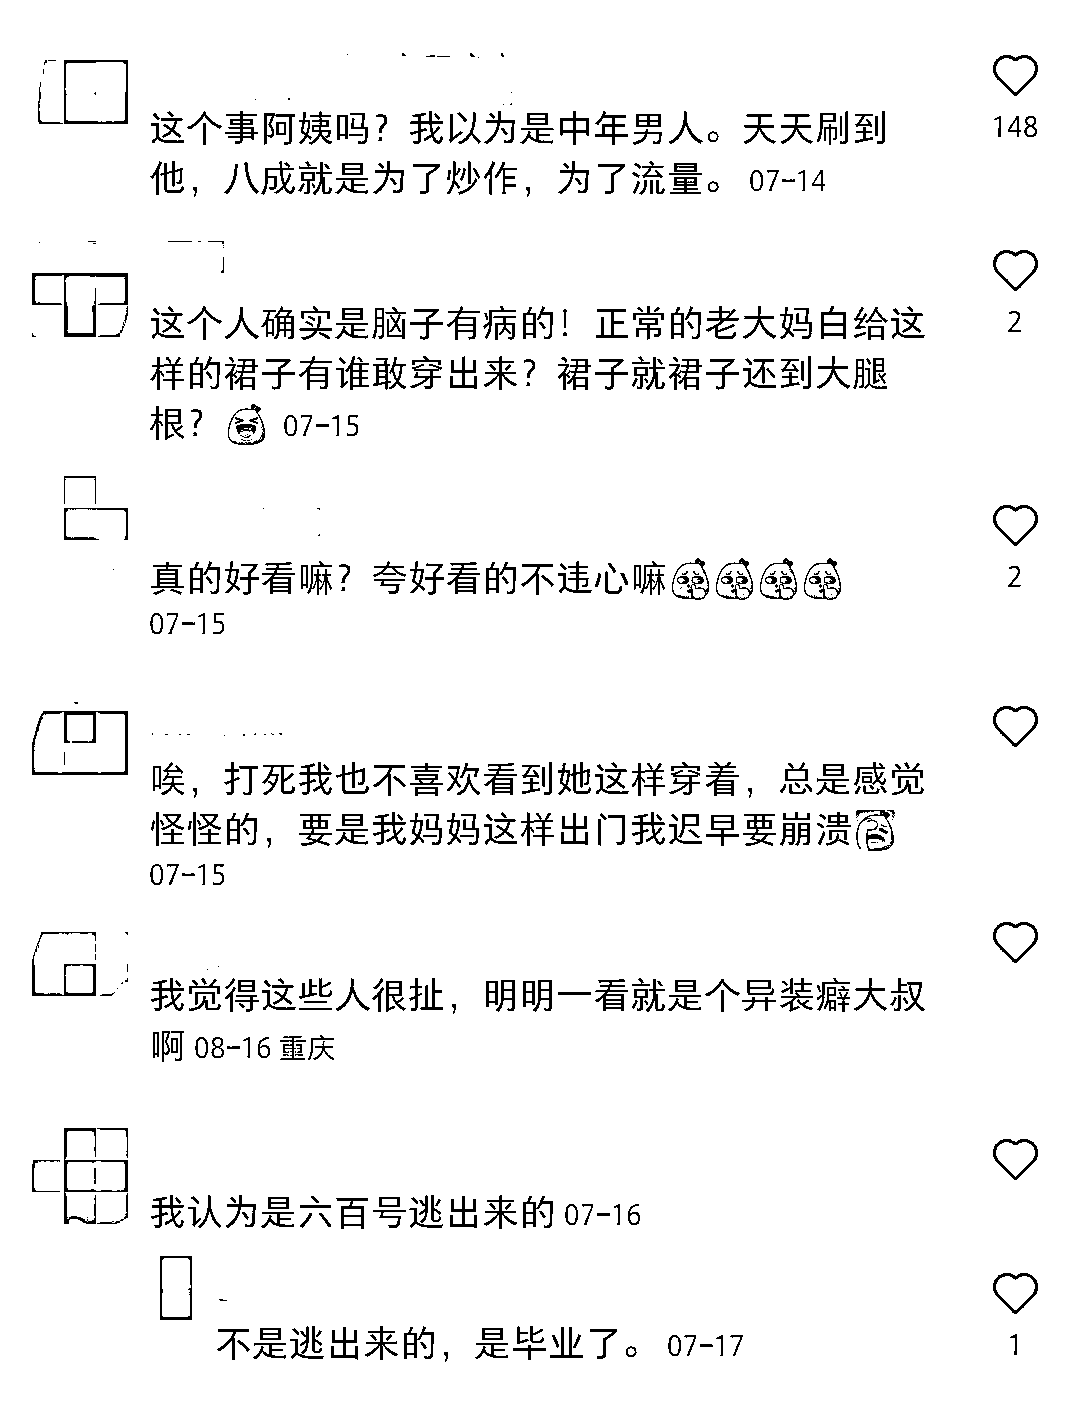 这个事阿姨吗？我以为是中年男人。天天刷到
他，八成就是为了炒作，为了流量。 07-14
148
这个人确实是脑子有病的！正常的老大妈白给这
样的裙子有谁敢穿出来？裙子就裙子还到大腿
根？ 07-15
2
真的好看嘛？夸好看的不违心嘛
07-15
2
唉，打死我也不喜欢看到她这样穿着，总是感觉
怪怪的，要是我妈妈这样出门我迟早要崩溃
07-15
我觉得这些人很扯，明明一看就是个异装癖大叔
啊 08-16 重庆
我认为是六百号逃出来的 07-16
不是逃出来的，是毕业了。 07-17
1